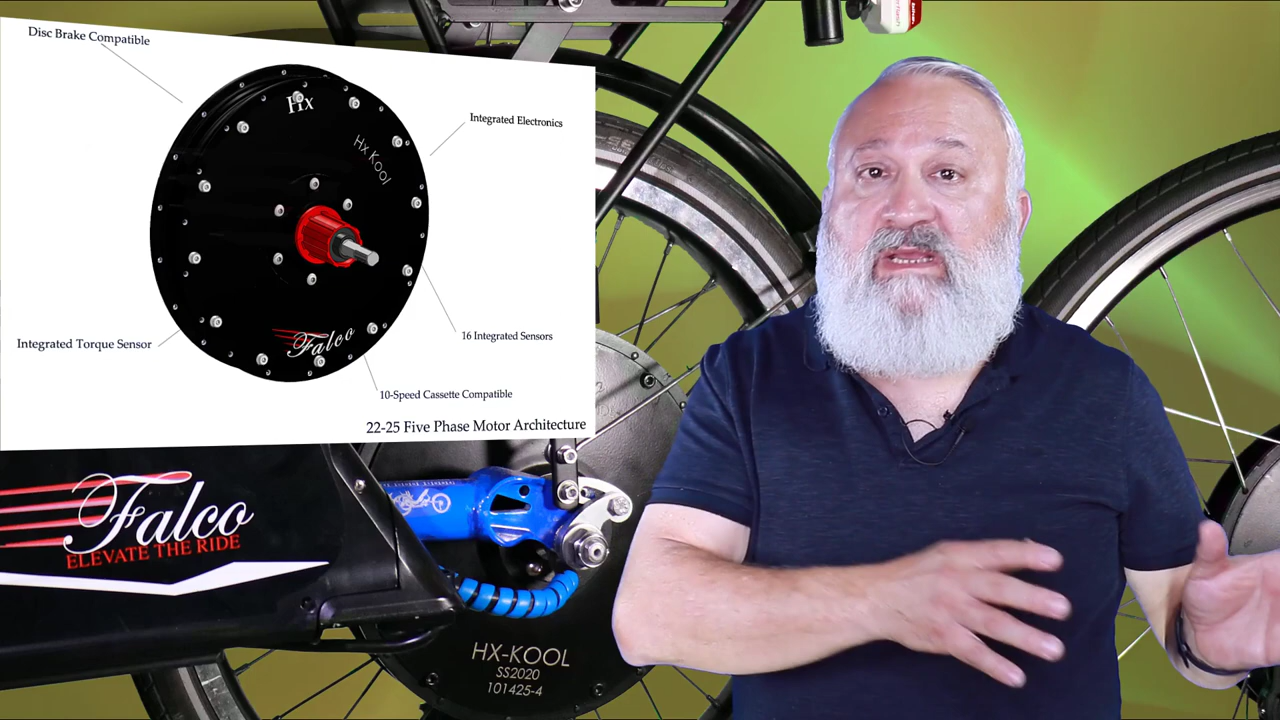 Disc Brake Compatible
Hx
Integrated Electronics
Hx Kool
Falco
Integrated Torque Sensor
16 Integrated Sensors
10-Speed Cassette Compatible
22-25 Five Phase Motor Architecture
Falco
ELEVATE THE RIDE
HX-KOOL
SS2020
101425-4